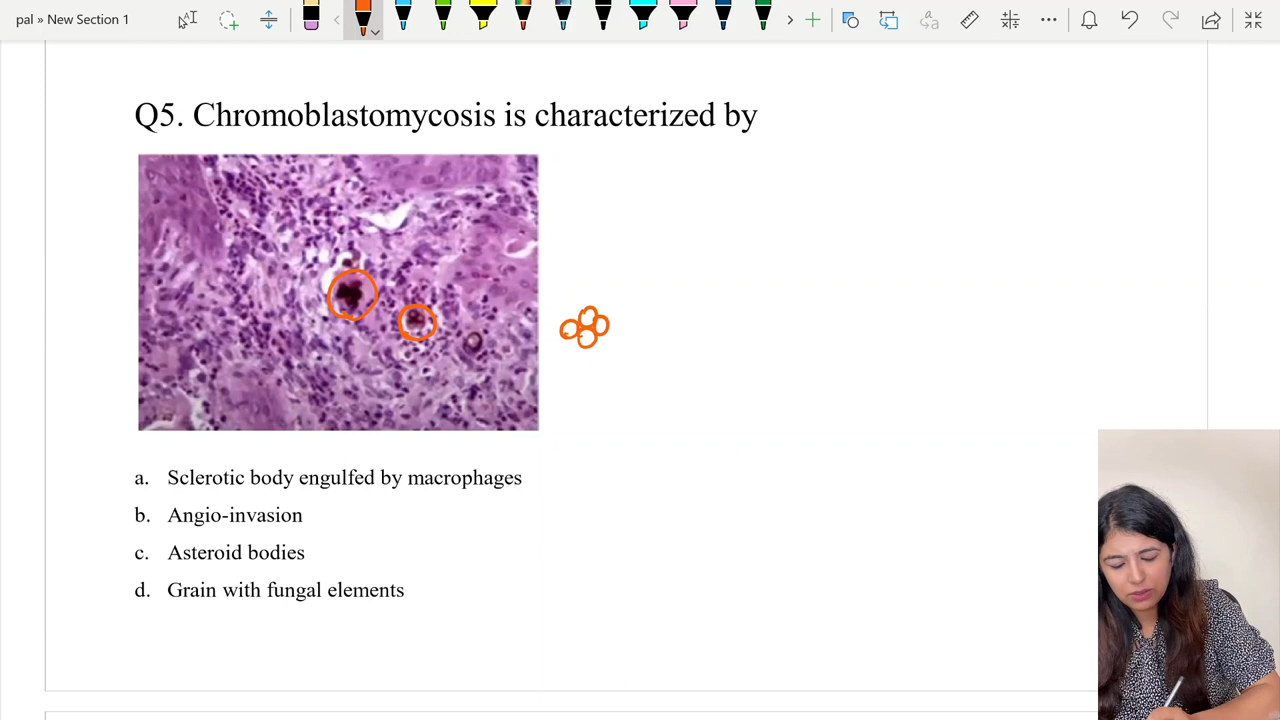 pal » New Section 1
Q5. Chromoblastomycosis is characterized by
a. Sclerotic body engulfed by macrophages
b. Angio-invasion
c. Asteroid bodies
d. Grain with fungal elements